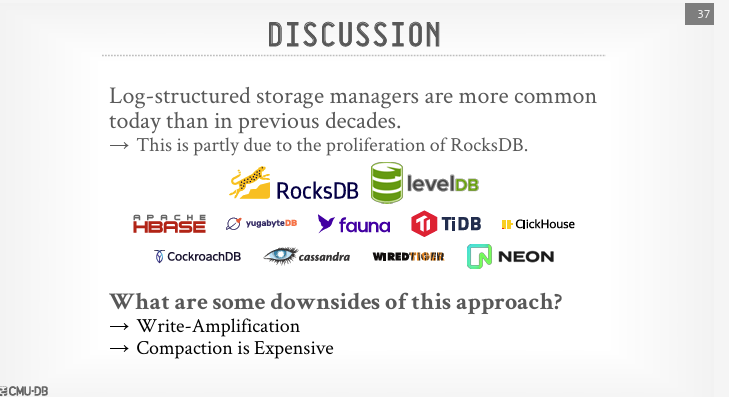 37
DISCUSSION
Log-structured storage managers are more common
today than in previous decades.
→ This is partly due to the proliferation of RocksDB.
RocksDB levelDB
APACHE
HBASE yugabyteDB fauna TiDB ClickHouse
CockroachDB cassandra WIREDTIGER NEON
What are some downsides of this approach?
→ Write-Amplification
→ Compaction is Expensive
CMU-DB